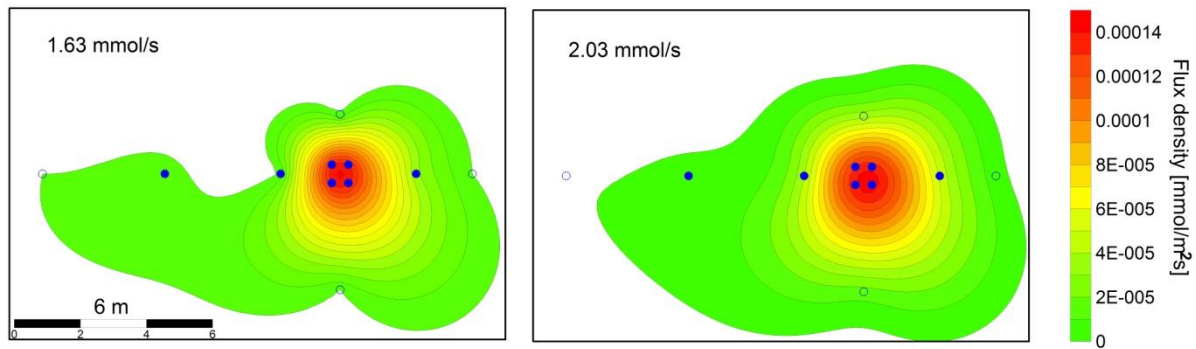 1.63 mmol/s
6 m
0 2 4 6
2.03 mmol/s
0.00014
0.00012
0.0001
8E-005
6E-005
4E-005
2E-005
0
Flux density [mmol/m²s]